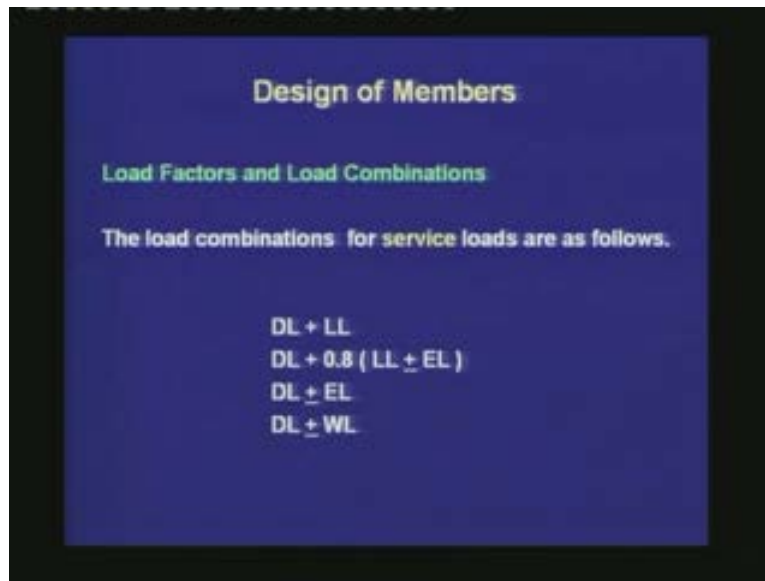 Design of Members
Load Factors and Load Combinations
The load combinations for service loads are as follows.
DL + LL
DL + 0.8 ( LL ± EL )
DL ± EL
DL ± WL